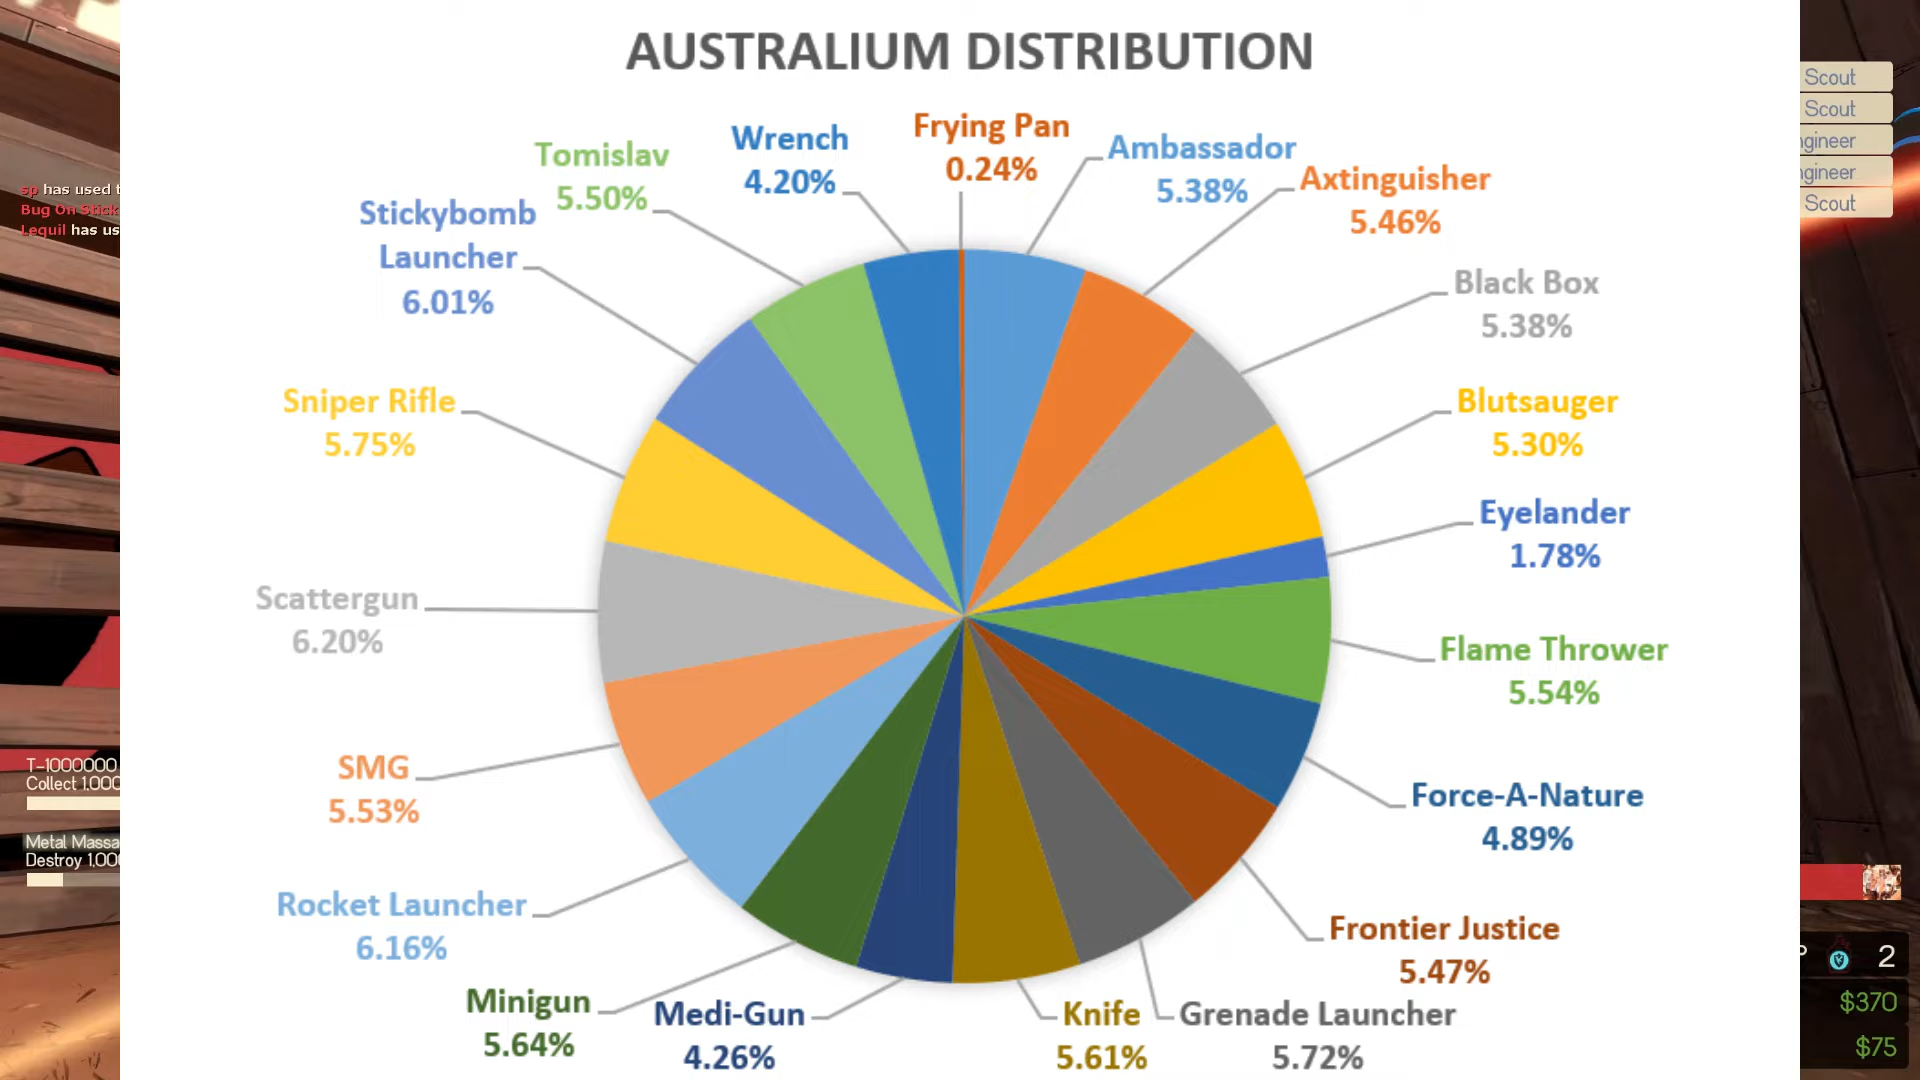 AUSTRALIUM DISTRIBUTION
Frying Pan
0.24%
Ambassador
5.38%
Axtinguisher
5.46%
Black Box
5.38%
Blutsauger
5.30%
Eyelander
1.78%
Flame Thrower
5.54%
Force-A-Nature
4.89%
Frontier Justice
5.47%
Grenade Launcher
5.72%
Knife
5.61%
Medi-Gun
4.26%
Minigun
5.64%
Rocket Launcher
6.16%
SMG
5.53%
Scattergun
6.20%
Sniper Rifle
5.75%
Stickybomb
Launcher
6.01%
Tomislav
5.50%
Wrench
4.20%
sp has used t
Bug On Stick
Lequil has us
T-1000000
Collect 1,000
Metal Massa
Destroy 1,00
Scout
Scout
ngineer
ngineer
Scout
2
$370
$75